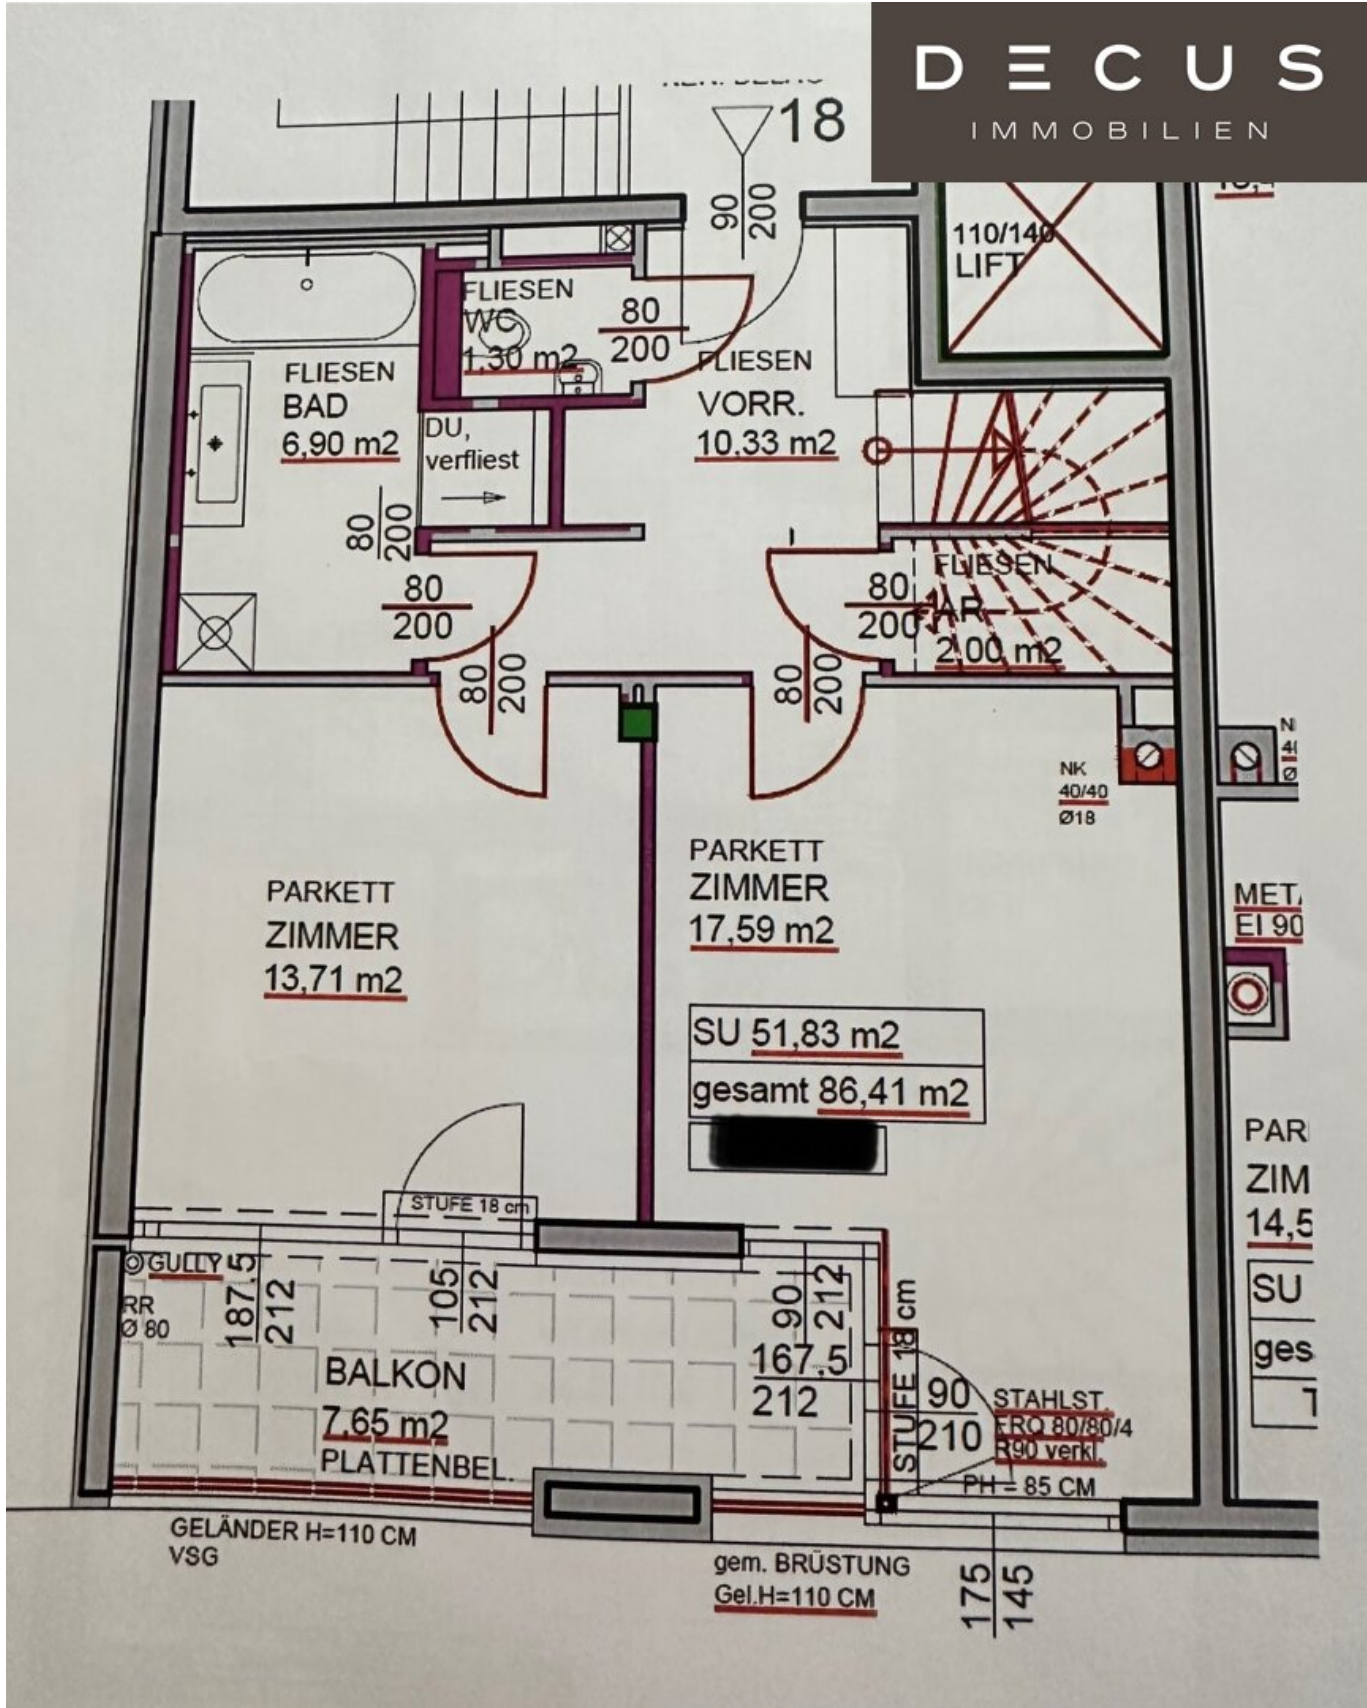 DECUS
IMMOBILIEN
18
90
200
110/140
LIFT
FLIESEN
WC
1,30 m2
80
200
FLIESEN
BAD
6,90 m2
FLIESEN
VORR.
10,33 m2
DU,
verfliest
80
200
80
200
80
200
FLIESEN
AR
2,00 m2
80
200
80
200
NK
40/40
Ø18
PARKETT
ZIMMER
13,71 m2
PARKETT
ZIMMER
17,59 m2
EI 90
SU 51,83 m2
gesamt 86,41 m2
STUFE 18 cm
GULLY
RR
Ø 80
187,5
212
105
212
90
212
167,5
212
STUFE 18 cm
90
210
STAHLST.
FRO 80/80/4
R90 verkl.
PH = 85 CM
BALKON
7,65 m2
PLATTENBEL.
SU
GELÄNDER H=110 CM
VSG
gem. BRÜSTUNG
Gel.H=110 CM
175
145